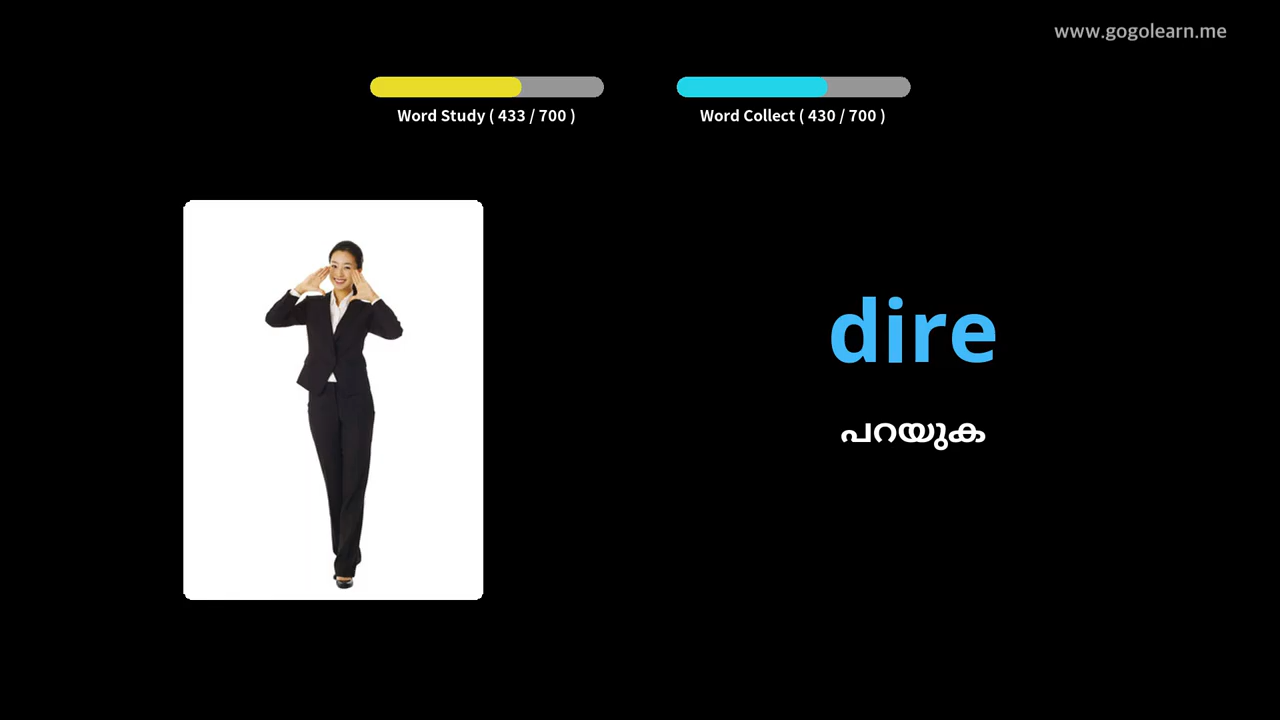 www.gogolearn.me
Word Study ( 433 / 700 )
Word Collect ( 430 / 700 )
dire
പറയുക